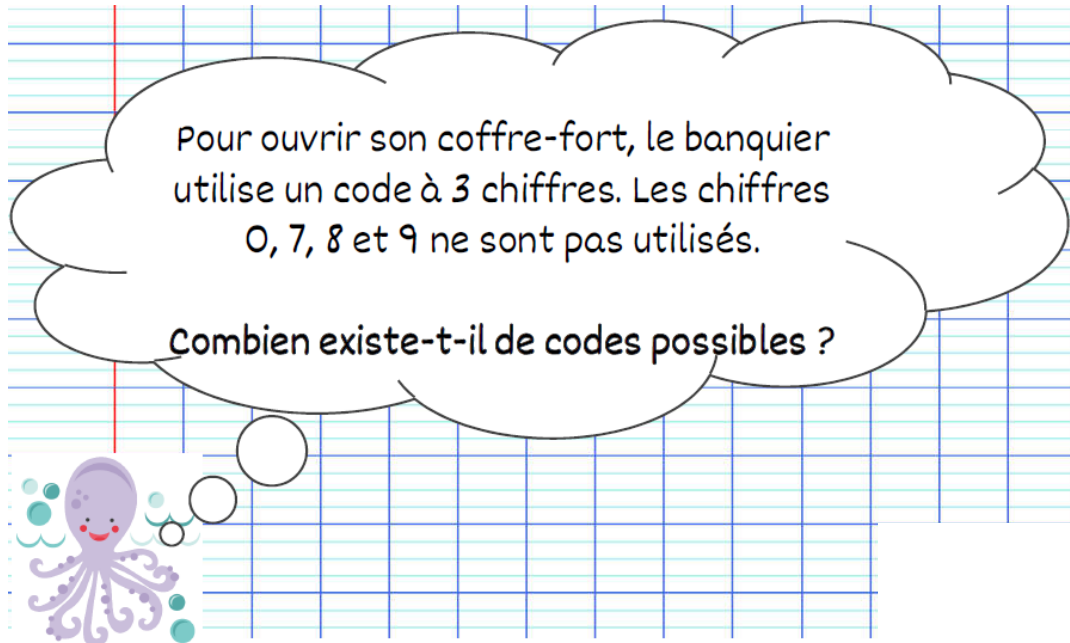 Pour ouvrir son coffre-fort, le banquier
utilise un code à 3 chiffres. Les chiffres
0, 7, 8 et 9 ne sont pas utilisés.
Combien existe-t-il de codes possibles ?